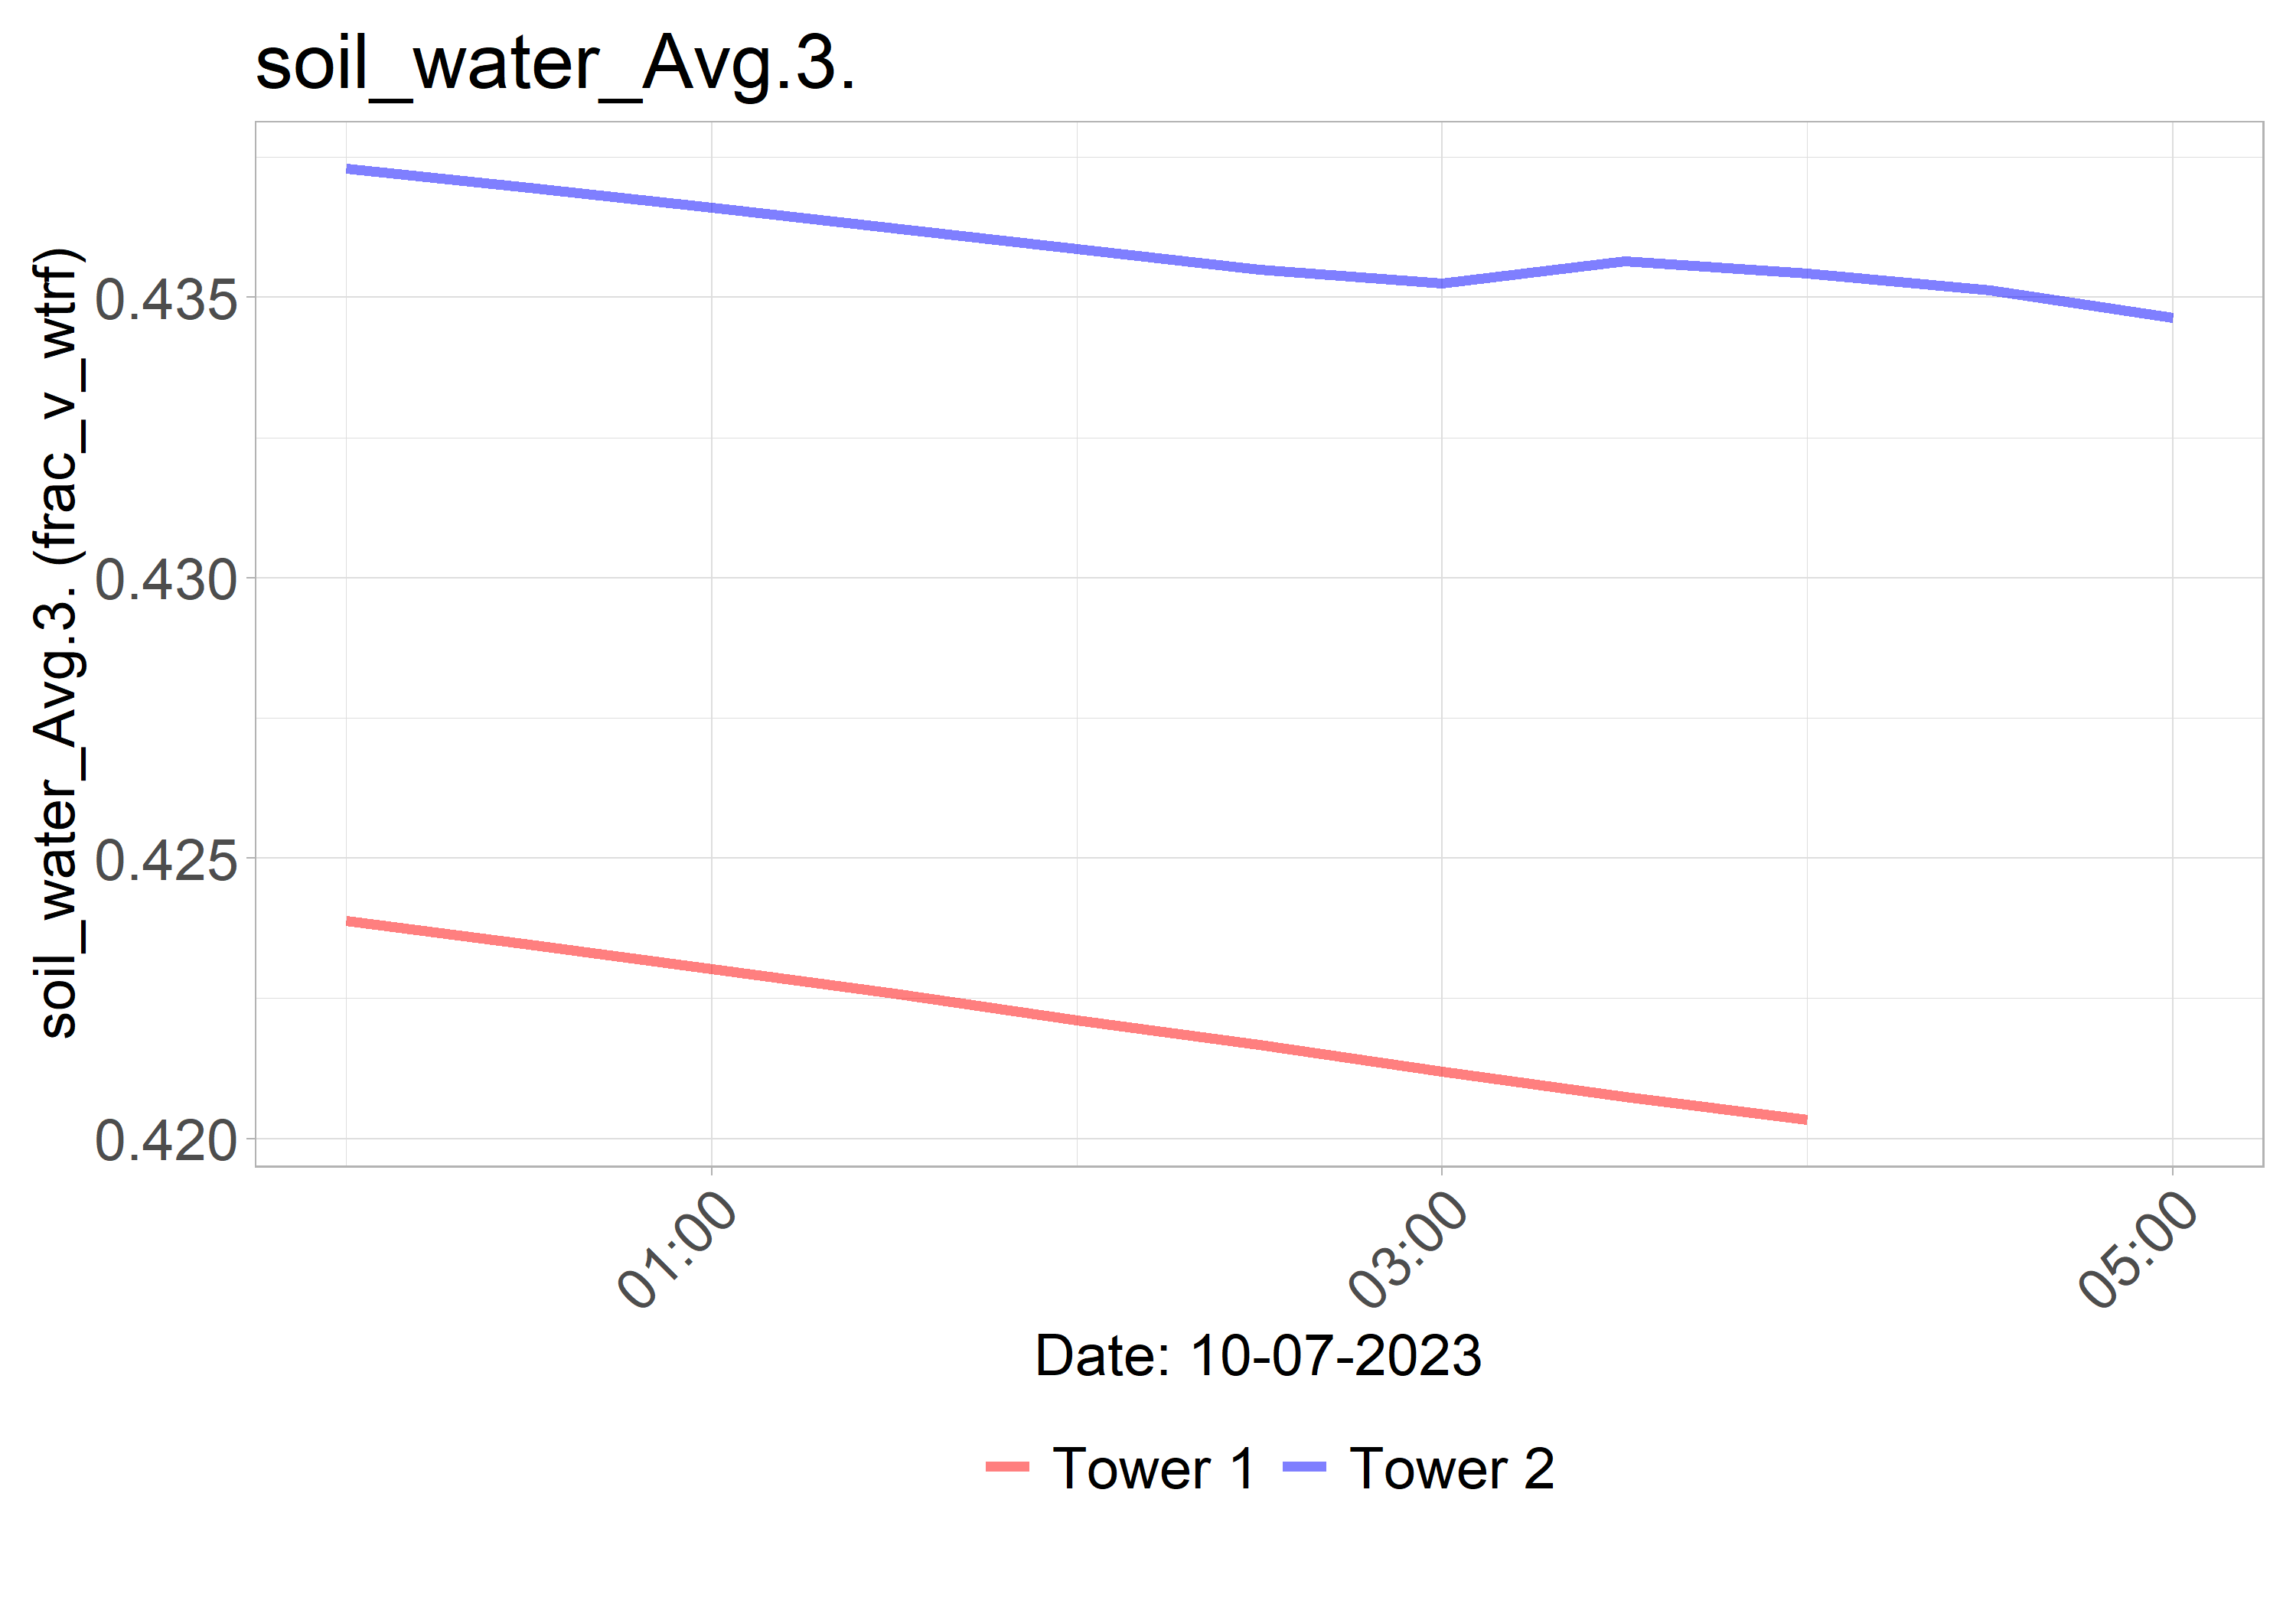 soil_water_Avg.3.
soil_water_Avg.3. (frac_v_wtrf)
0.435
0.430
0.425
0.420
01:00
03:00
05:00
Date: 10-07-2023
Tower 1
Tower 2